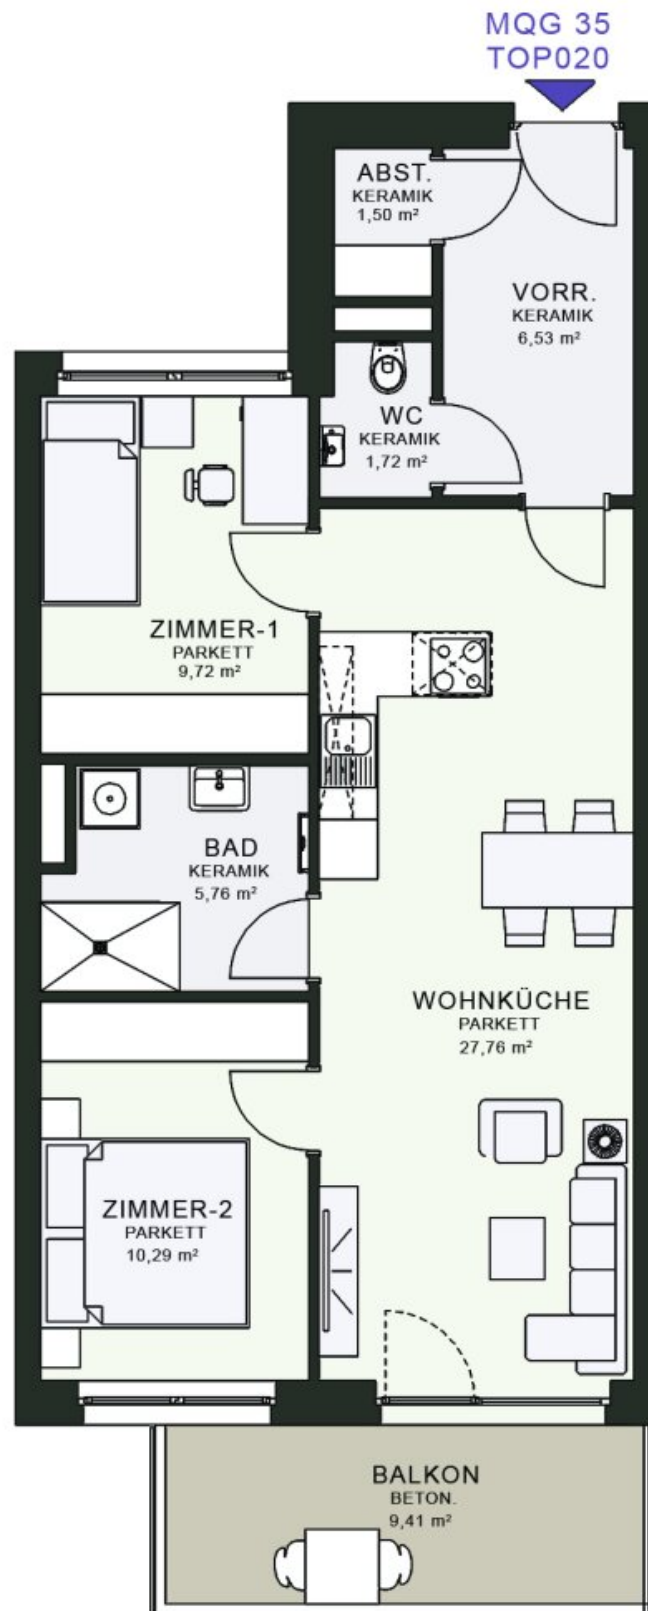 MQG 35
TOP020
ABST.
KERAMIK
1,50 m²
VORR.
KERAMIK
6,53 m²
WC
KERAMIK
1,72 m²
ZIMMER-1
PARKETT
9,72 m²
BAD
KERAMIK
5,76 m²
WOHNKÜCHE
PARKETT
27,76 m²
ZIMMER-2
PARKETT
10,29 m²
BALKON
BETON.
9,41 m²